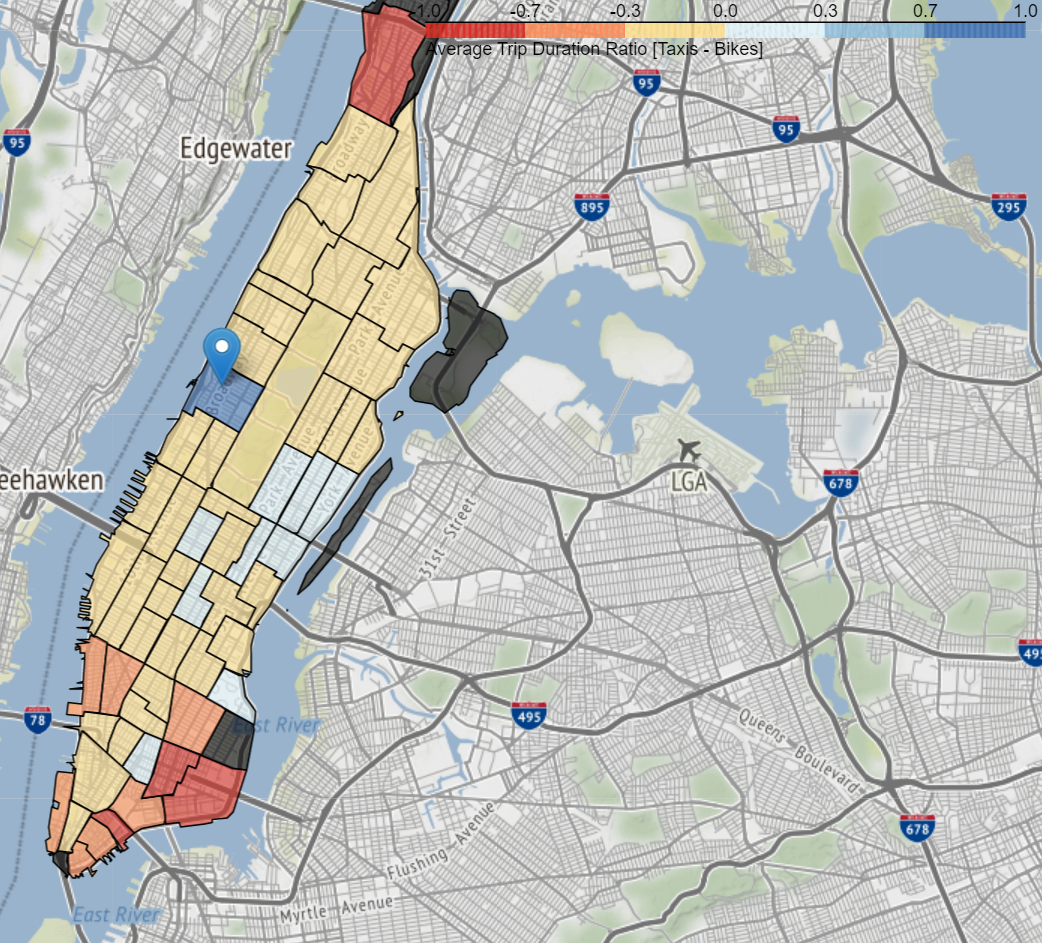 -1.0 -0.7 -0.3 0.0 0.3 0.7 1.0
Average Trip Duration Ratio [Taxis - Bikes]
95
95
95
Edgewater
Broadway
895
295
Park Avenue
eehawken
LGA
678
31st Street
495
495
78
East River
Queens Boulevard
678
Flushing Avenue
Myrtle Avenue
East River